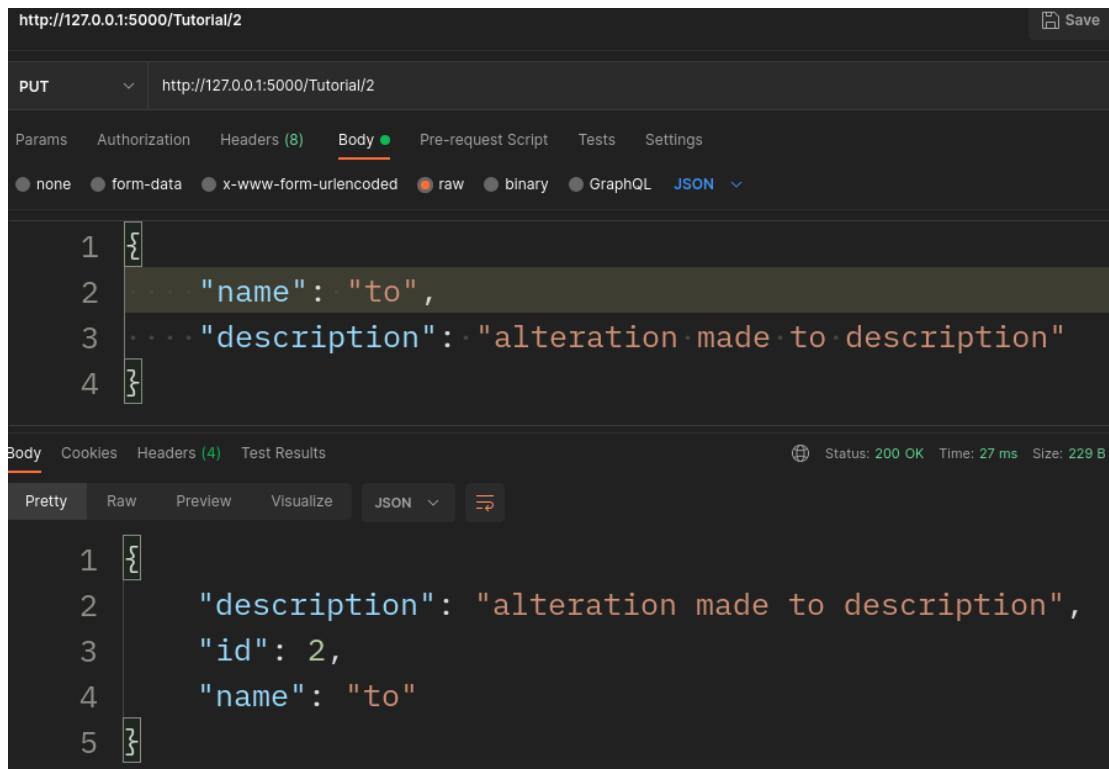 http://127.0.0.1:5000/Tutorial/2 Save
PUT http://127.0.0.1:5000/Tutorial/2
Params Authorization Headers (8) Body Pre-request Script Tests Settings
none form-data x-www-form-urlencoded raw binary GraphQL JSON
1 {
2 "name": "to",
3 "description": "alteration made to description"
4 }
Body Cookies Headers (4) Test Results Status: 200 OK Time: 27 ms Size: 229 B
Pretty Raw Preview Visualize JSON
1 {
2 "description": "alteration made to description",
3 "id": 2,
4 "name": "to"
5 }